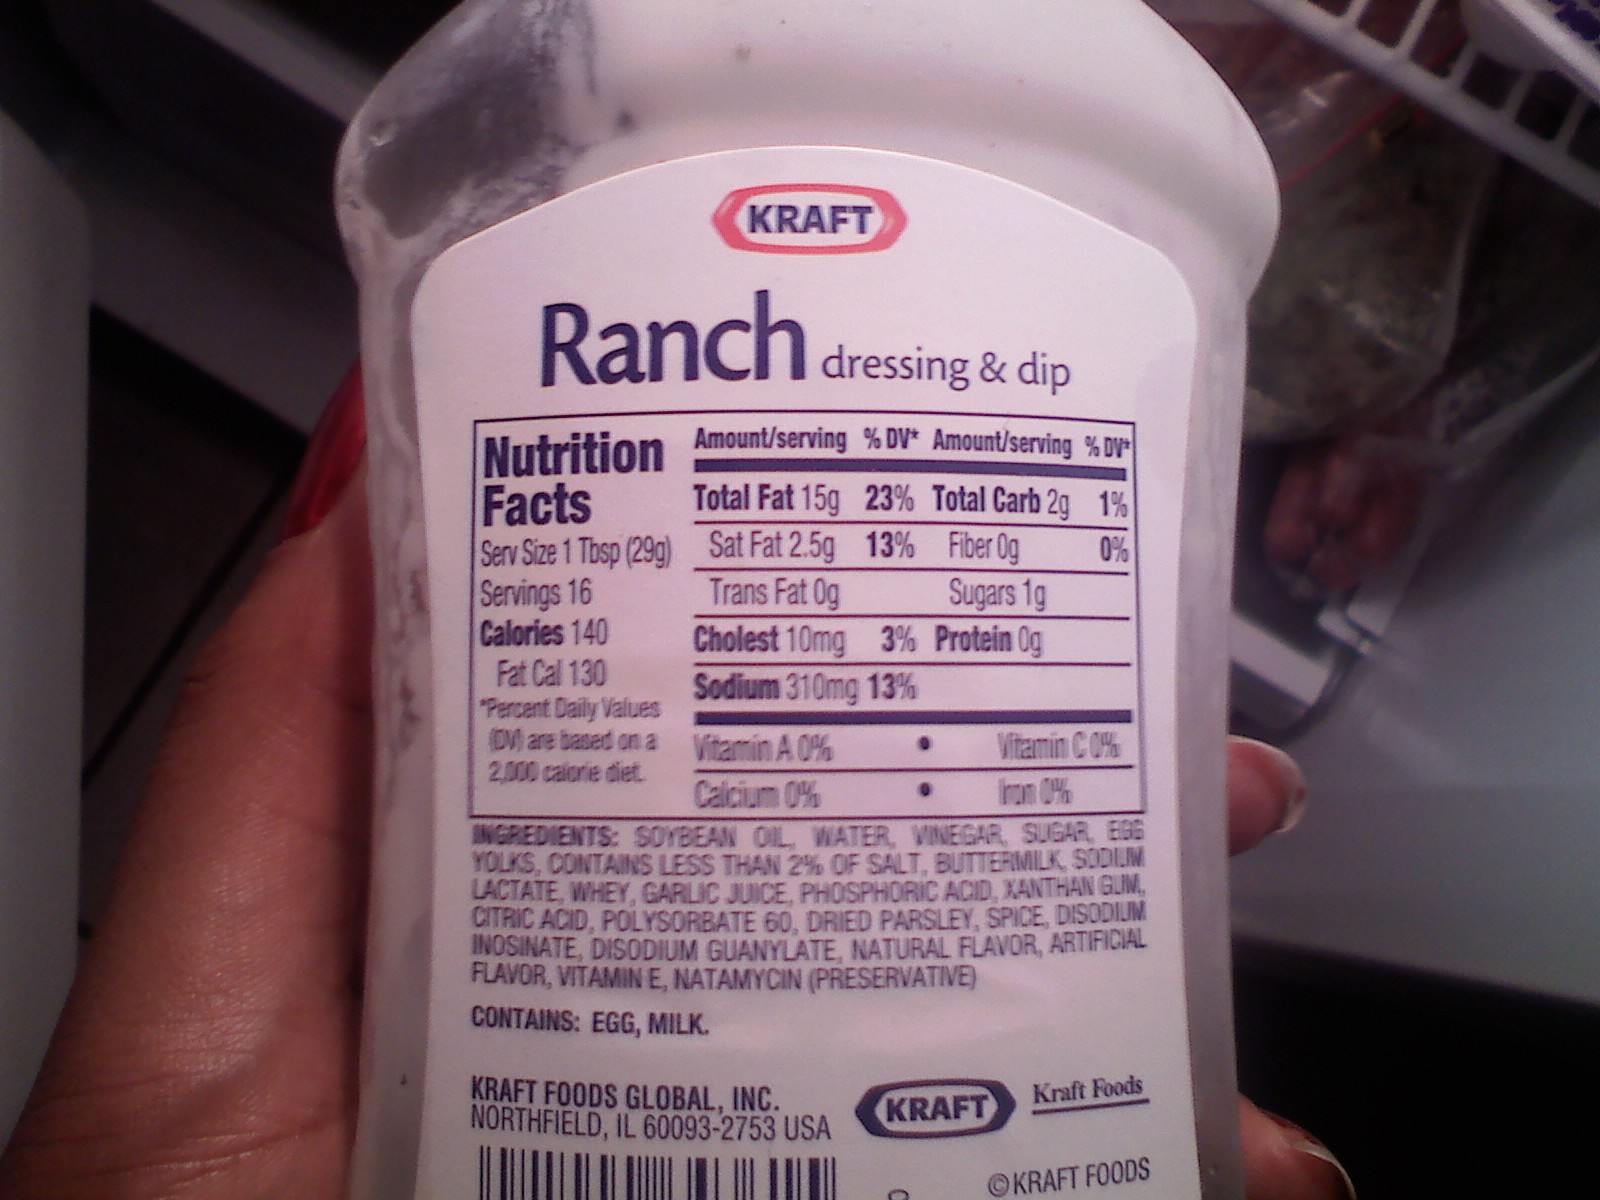 KRAFT
Ranch dressing & dip
Nutrition
Facts
Serv Size 1 Tbsp (29g)
Servings 16
Calories 140
Fat Cal 130
*Percent Daily Values
(DV) are based on a
2,000 calorie diet.
Amount/serving % DV* Amount/serving % DV*
Total Fat 15g 23% Total Carb 2g 1%
Sat Fat 2.5g 13% Fiber 0g 0%
Trans Fat 0g Sugars 1g
Cholest 10mg 3% Protein 0g
Sodium 310mg 13%
Vitamin A 0% • Vitamin C 0%
Calcium 0% • Iron 0%
INGREDIENTS: SOYBEAN OIL, WATER, VINEGAR, SUGAR, EGG
YOLKS, CONTAINS LESS THAN 2% OF SALT, BUTTERMILK, SODIUM
LACTATE, WHEY, GARLIC JUICE, PHOSPHORIC ACID, XANTHAN GUM,
CITRIC ACID, POLYSORBATE 60, DRIED PARSLEY, SPICE, DISODIUM
INOSINATE, DISODIUM GUANYLATE, NATURAL FLAVOR, ARTIFICIAL
FLAVOR, VITAMIN E, NATAMYCIN (PRESERVATIVE)
CONTAINS: EGG, MILK.
KRAFT FOODS GLOBAL, INC.
NORTHFIELD, IL 60093-2753 USA
KRAFT Kraft Foods
©KRAFT FOODS